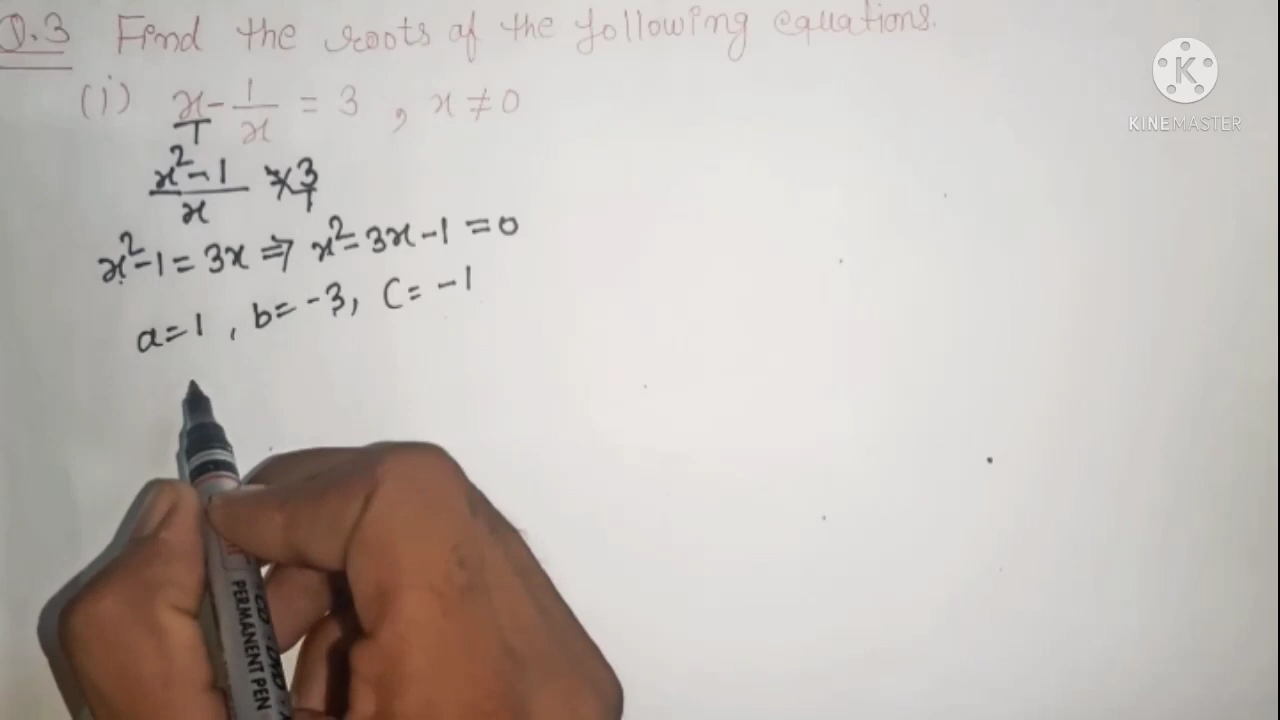 Q.3 Find the roots of the following equations.
(i) x/1 - 1/x = 3 , x ≠ 0
K
KINEMASTER
x² - 1 / x × 3/1
x² - 1 = 3x ⇒ x² - 3x - 1 = 0
a = 1 , b = -3, C = -1
PERMANENT PEN